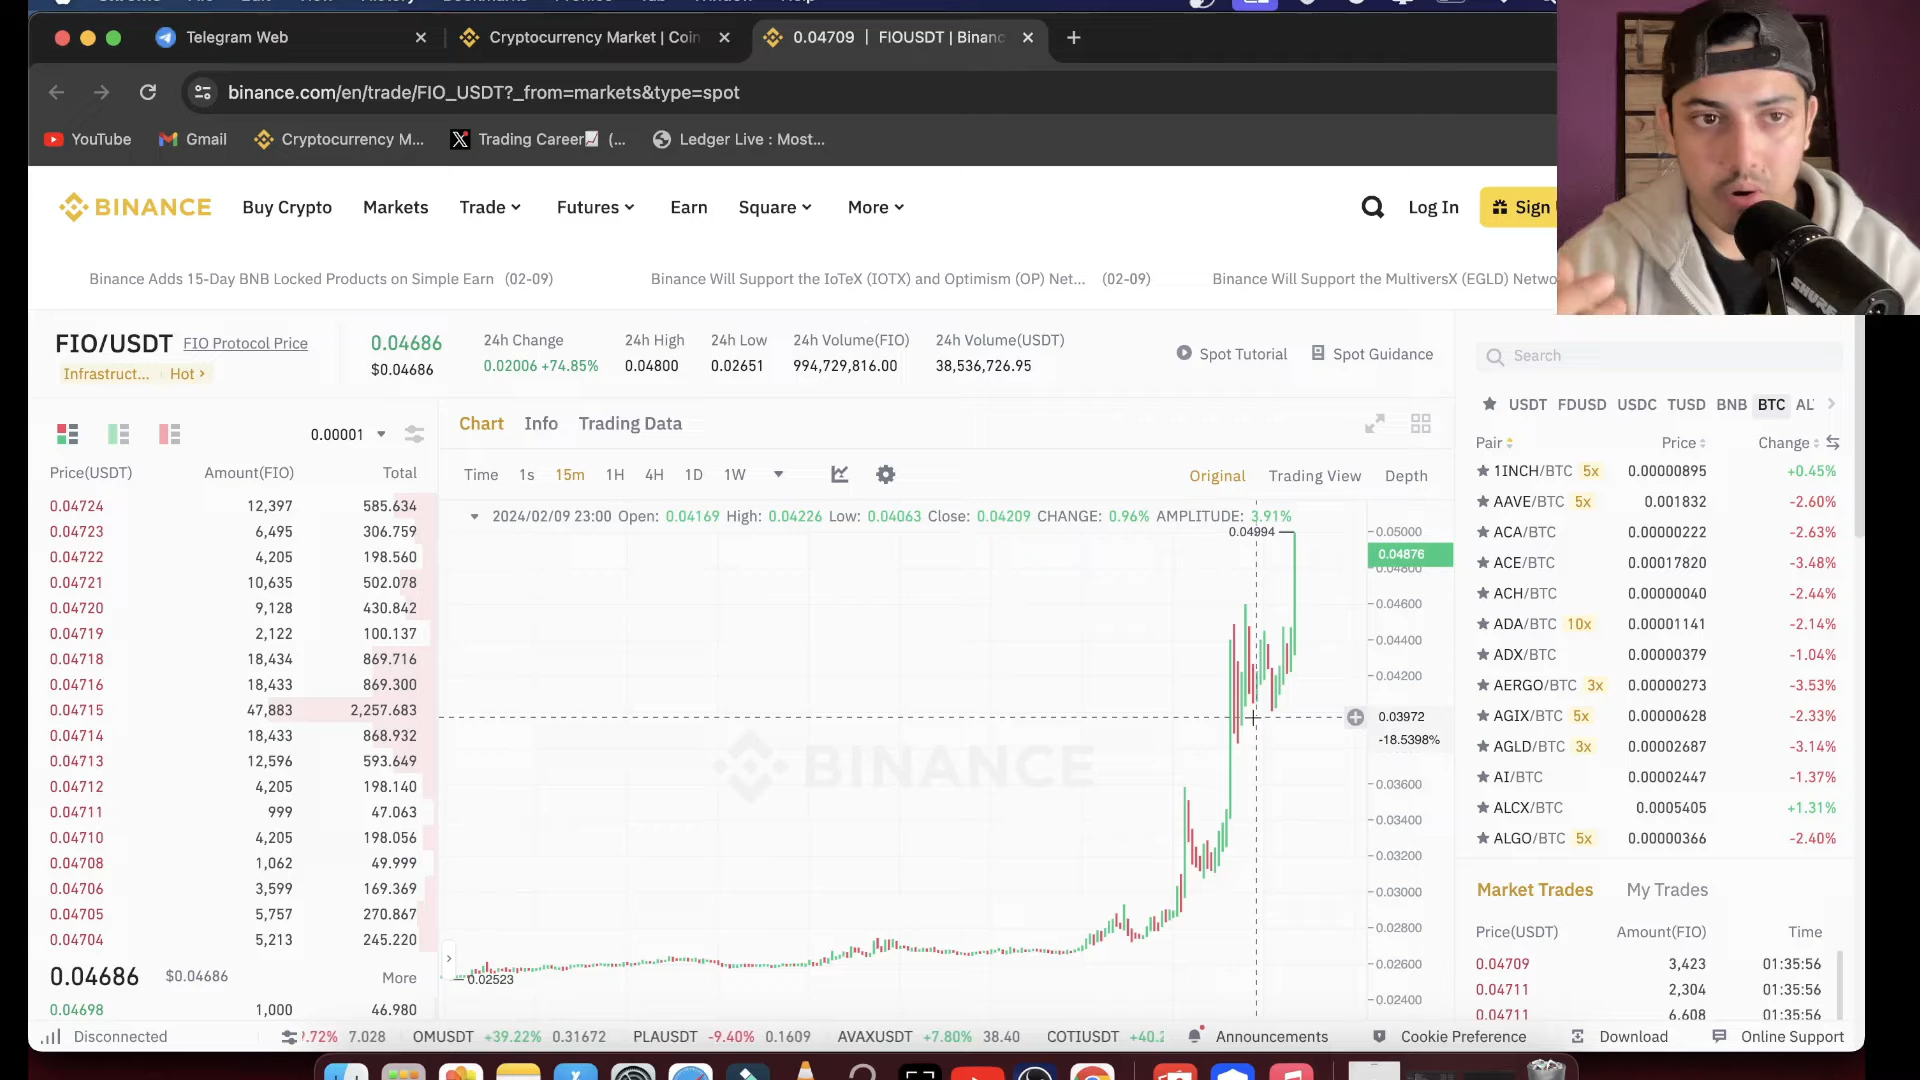 Telegram Web
Cryptocurrency Market | Coin
0.04709 | FIOUSDT | Binanc
binance.com/en/trade/FIO_USDT?_from=markets&type=spot
YouTube Gmail Cryptocurrency M... Trading Career📈 (... Ledger Live : Most...
BINANCE Buy Crypto Markets Trade Futures Earn Square More Log In Sign
Binance Adds 15-Day BNB Locked Products on Simple Earn (02-09) Binance Will Support the IoTeX (IOTX) and Optimism (OP) Net... (02-09) Binance Will Support the MultiversX (EGLD) Netwo
FIO/USDT FIO Protocol Price
Infrastruct... Hot >
0.04686
$0.04686
24h Change
0.02006 +74.85%
24h High
0.04800
24h Low
0.02651
24h Volume(FIO)
994,729,816.00
24h Volume(USDT)
38,536,726.95
Spot Tutorial Spot Guidance
0.00001
Price(USDT) Amount(FIO) Total
0.04724 12,397 585.634
0.04723 6,495 306.759
0.04722 4,205 198.560
0.04721 10,635 502.078
0.04720 9,128 430.842
0.04719 2,122 100.137
0.04718 18,434 869.716
0.04716 18,433 869.300
0.04715 47,883 2,257.683
0.04714 18,433 868.932
0.04713 12,596 593.649
0.04712 4,205 198.140
0.04711 999 47.063
0.04710 4,205 198.056
0.04708 1,062 49.999
0.04706 3,599 169.369
0.04705 5,757 270.867
0.04704 5,213 245.220
0.04686 $0.04686 More
0.04698 1,000 46.980
Chart Info Trading Data
Time 1s 15m 1H 4H 1D 1W Original Trading View Depth
2024/02/09 23:00 Open: 0.04169 High: 0.04226 Low: 0.04063 Close: 0.04209 CHANGE: 0.96% AMPLITUDE: 3.91%
0.04994
0.05000
0.04876
0.04800
0.04600
0.04400
0.04200
0.03972
-18.5398%
0.03600
0.03400
0.03200
0.03000
0.02800
0.02600
0.02400
BINANCE
0.02523
Search
USDT FDUSD USDC TUSD BNB BTC AL
Pair Price Change
1INCH/BTC 5x 0.00000895 +0.45%
AAVE/BTC 5x 0.001832 -2.60%
ACA/BTC 0.00000222 -2.63%
ACE/BTC 0.00017820 -3.48%
ACH/BTC 0.00000040 -2.44%
ADA/BTC 10x 0.00001141 -2.14%
ADX/BTC 0.00000379 -1.04%
AERGO/BTC 3x 0.00000273 -3.53%
AGIX/BTC 5x 0.00000628 -2.33%
AGLD/BTC 3x 0.00002687 -3.14%
AI/BTC 0.00002447 -1.37%
ALCX/BTC 0.0005405 +1.31%
ALGO/BTC 5x 0.00000366 -2.40%
Market Trades My Trades
Price(USDT) Amount(FIO) Time
0.04709 3,423 01:35:56
0.04711 2,304 01:35:56
0.04711 6,608 01:35:56
Disconnected 7.72% 7.028 OMUSDT +39.22% 0.31672 PLAUSDT -9.40% 0.1609 AVAXUSDT +7.80% 38.40 COTIUSDT +40.2 Announcements Cookie Preference Download Online Support
SHURE